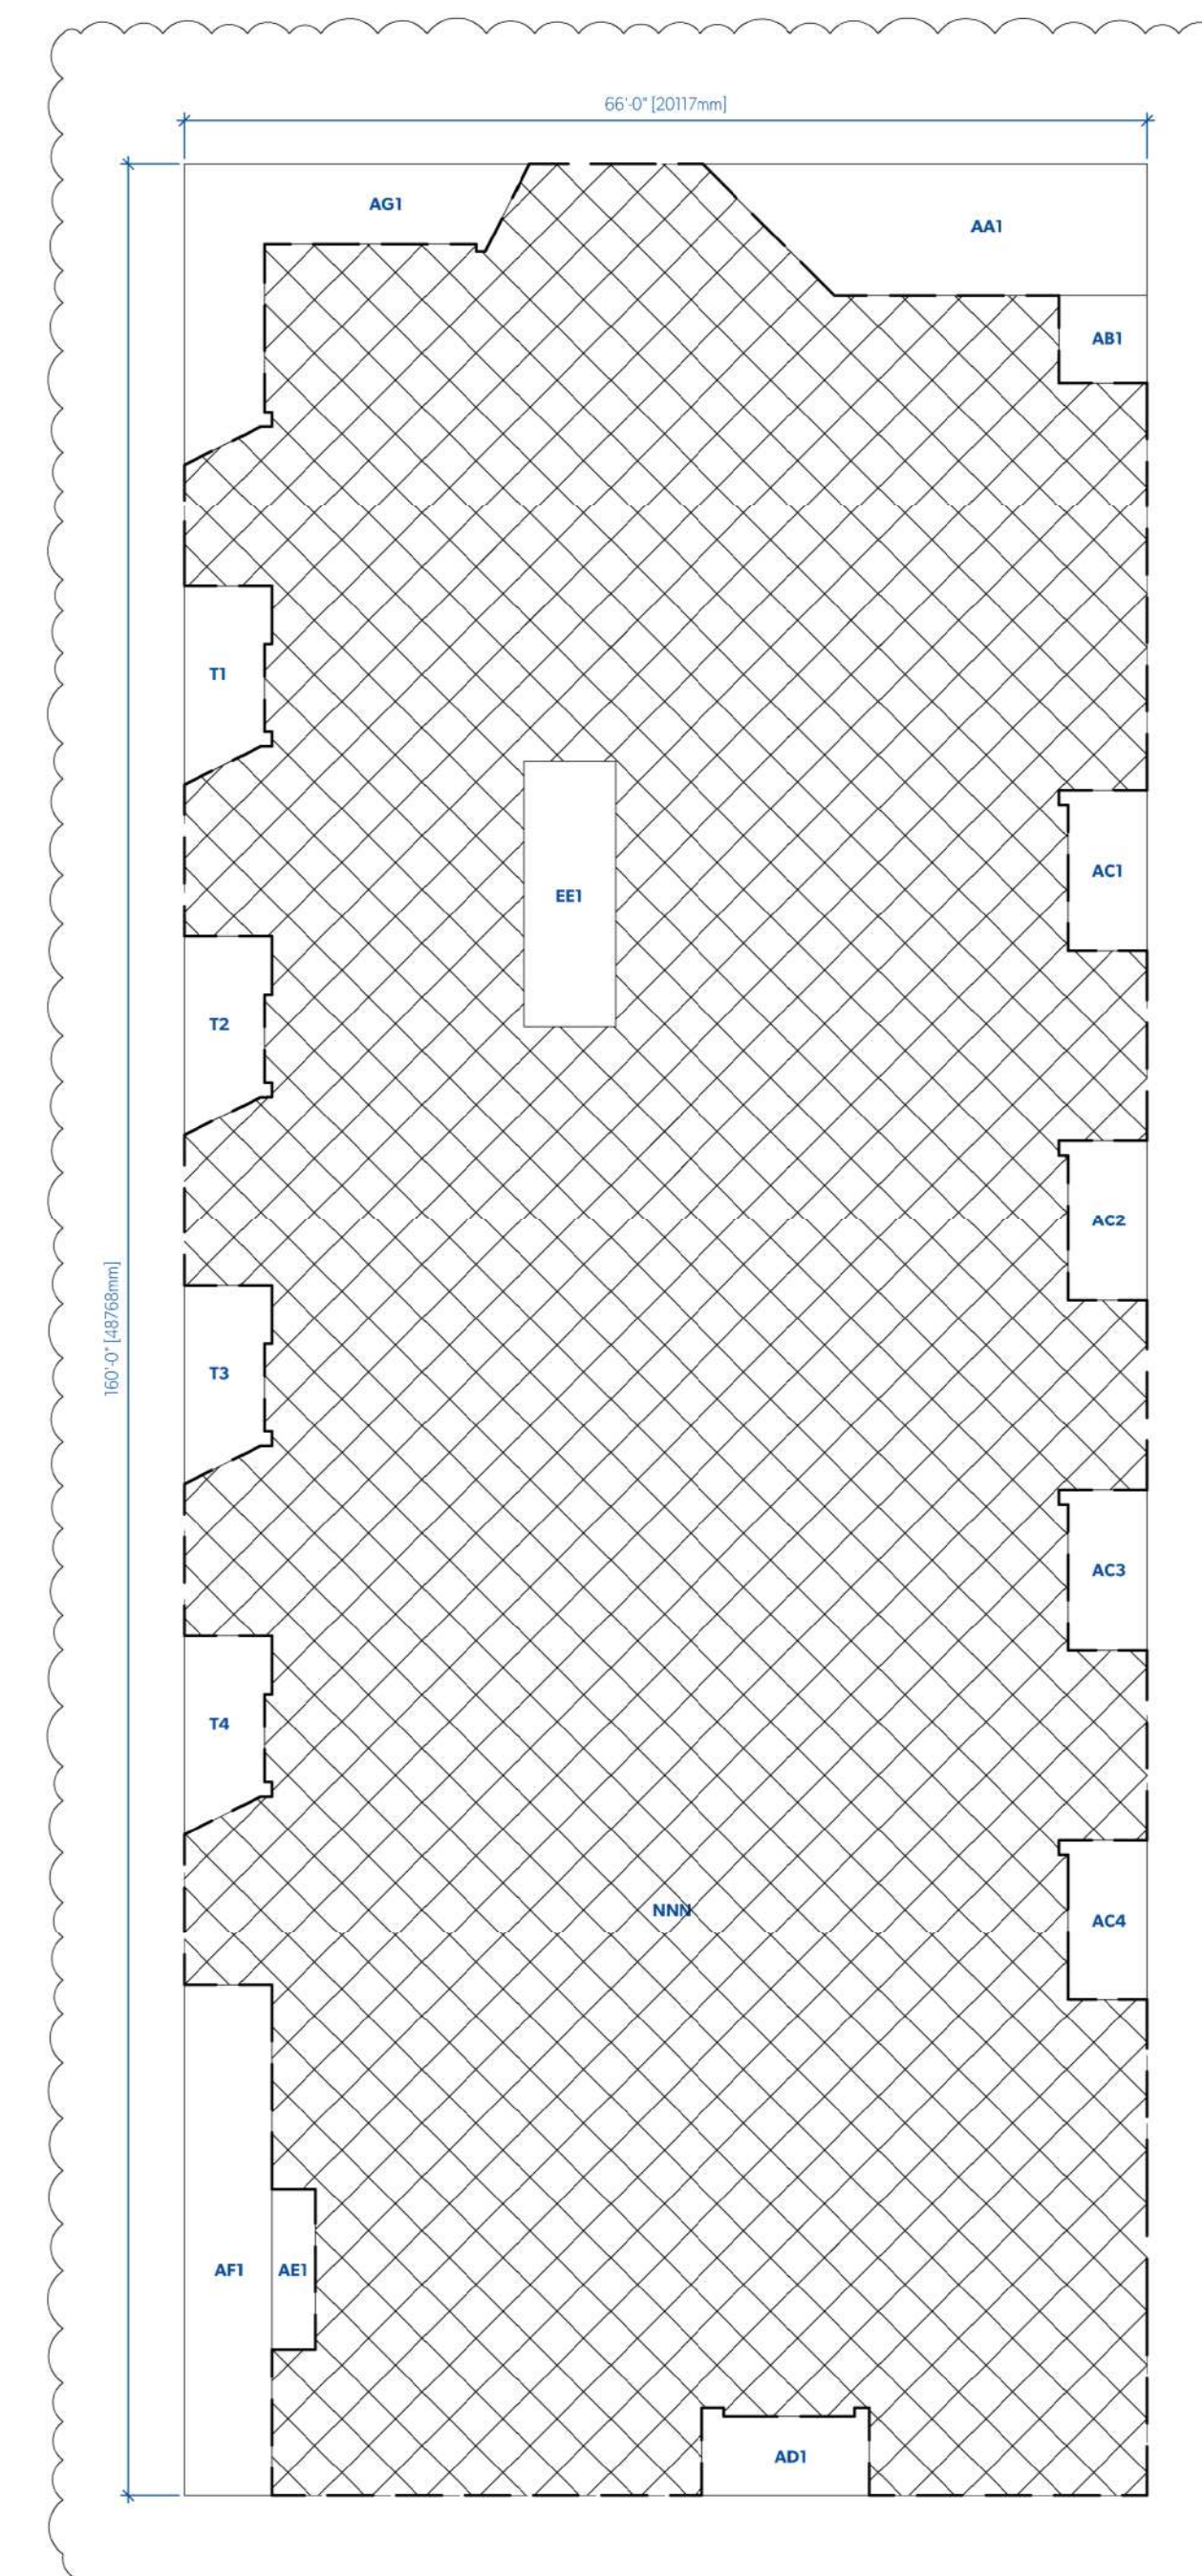 66'-0" [20117mm]
AG1
AA1
AB1
T1
AC1
EE1
T2
AC2
160'-0" [48768mm]
T3
AC3
T4
NNN
AC4
AF1
AE1
AD1